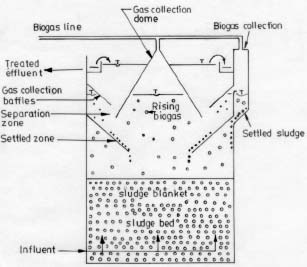 Gas collection
dome
Biogas line
Biogas collection
Treated
effluent
Gas collection
baffles
Separation
zone
Settled zone
Rising
biogas
Settled sludge
sludge blanket
sludge bed
Influent